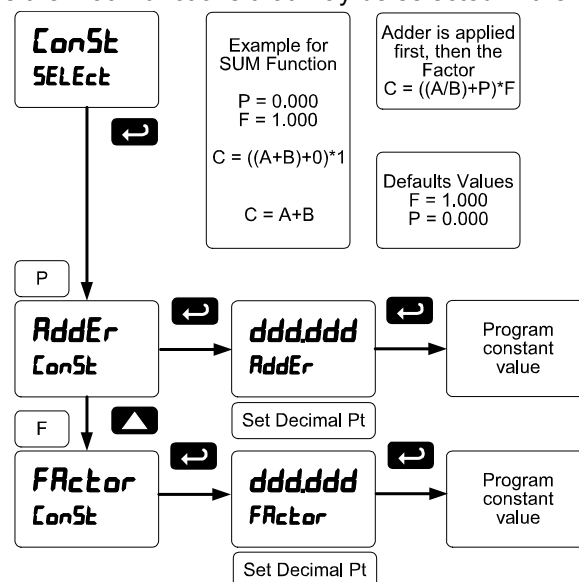 ConSt
SELEct
Example for
SUM Function
P = 0.000
F = 1.000
C = ((A+B)+0)*1
C = A+B
Adder is applied
first, then the
Factor
C = ((A/B)+P)*F
Defaults Values
F = 1.000
P = 0.000
P
AddEr
ConSt
ddd.ddd
AddEr
Program
constant
value
Set Decimal Pt
F
FActor
ConSt
ddd.ddd
FActor
Program
constant
value
Set Decimal Pt